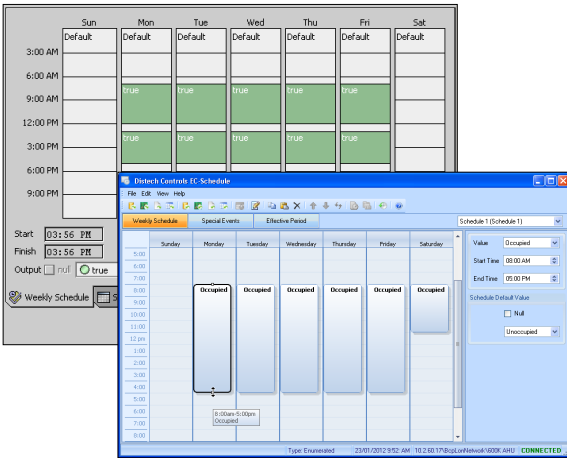 Sun Mon Tue Wed Thu Fri Sat
Default Default Default Default Default Default Default
3:00 AM
6:00 AM
9:00 AM
true true true true true
12:00 PM
3:00 PM
true true true true true
6:00 PM
9:00 PM
Start 03:56 PM
Finish 03:56 PM
Output null true
Weekly Schedule S
Distech Controls EC-Schedule
File Edit View Help
Weekly Schedule Special Events Effective Period Schedule 1 (Schedule 1)
Sunday Monday Tuesday Wednesday Thursday Friday Saturday
5:00
6:00
7:00
8:00
9:00
10:00
11:00
12 pm
1:00
2:00
3:00
4:00
5:00
6:00
7:00
8:00
Occupied Occupied Occupied Occupied Occupied Occupied
8:00am-5:00pm
Occupied
Value Occupied
Start Time 08:00 AM
End Time 05:00 PM
Schedule Default Value
Null
Unoccupied
Type: Enumerated 23/01/2012 9:52 AM 10.2.60.17\BcpLonNetwork\600K AHU CONNECTED